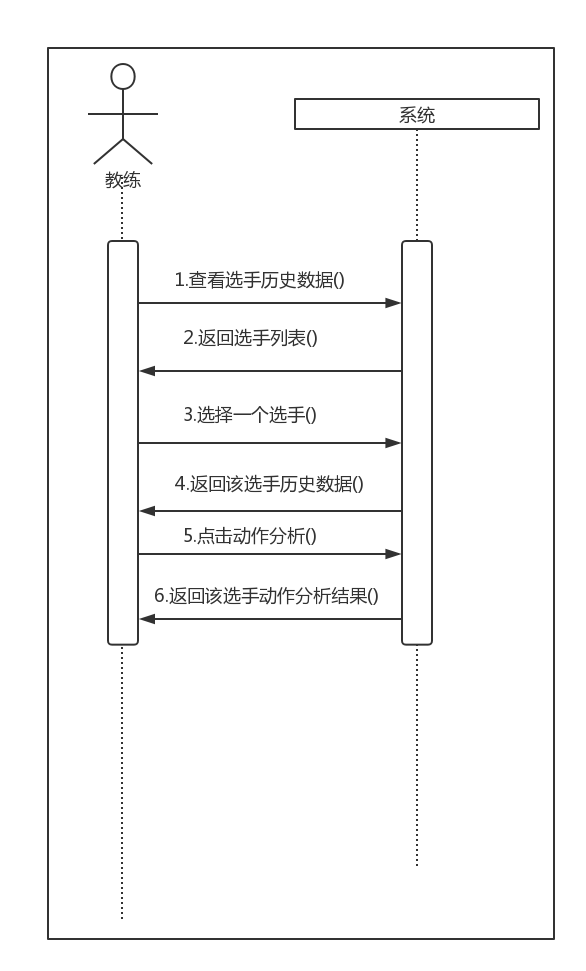 系统
教练
1.查看选手历史数据()
2.返回选手列表()
3.选择一个选手()
4.返回该选手历史数据()
5.点击动作分析()
6.返回该选手动作分析结果()